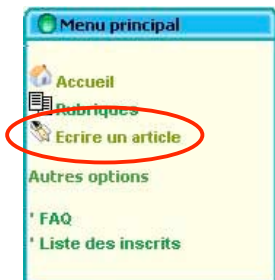 Menu principal
Accueil
Rubriques
Ecrire un article
Autres options
' FAQ
' Liste des inscrits